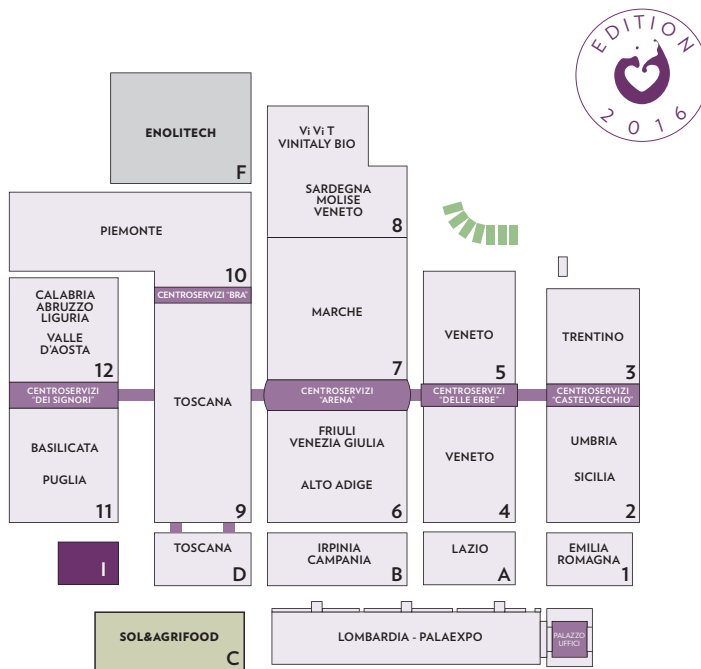 EDITION
2016
ENOLITECH
F
Vi Vi T
VINITALY BIO
SARDEGNA
MOLISE
VENETO
8
PIEMONTE
10
CENTROSERVIZI "BRA"
CALABRIA
ABRUZZO
LIGURIA
VALLE
D'AOSTA
12
MARCHE
7
VENETO
5
TRENTINO
3
CENTROSERVIZI
"DEI SIGNORI"
TOSCANA
9
CENTROSERVIZI
"ARENA"
CENTROSERVIZI
"DELLE ERBE"
CENTROSERVIZI
"CASTELVECCHIO"
BASILICATA
PUGLIA
11
FRIULI
VENEZIA GIULIA
ALTO ADIGE
6
VENETO
4
UMBRIA
SICILIA
2
I
TOSCANA
D
IRPINIA
CAMPANIA
B
LAZIO
A
EMILIA
ROMAGNA
1
SOL&AGRIFOOD
C
LOMBARDIA - PALAEXPO
PALAZZO
UFFICI